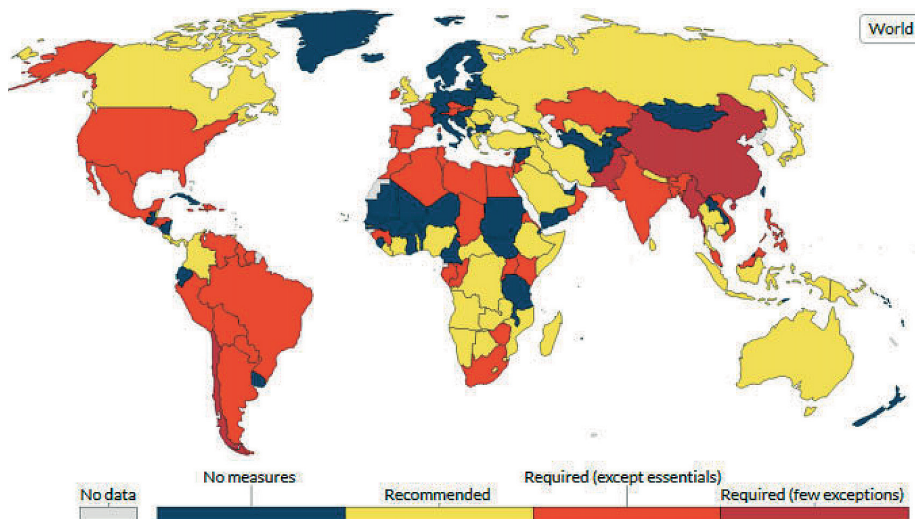 World
No measures
Required (except essentials)
No data
Recommended
Required (few exceptions)